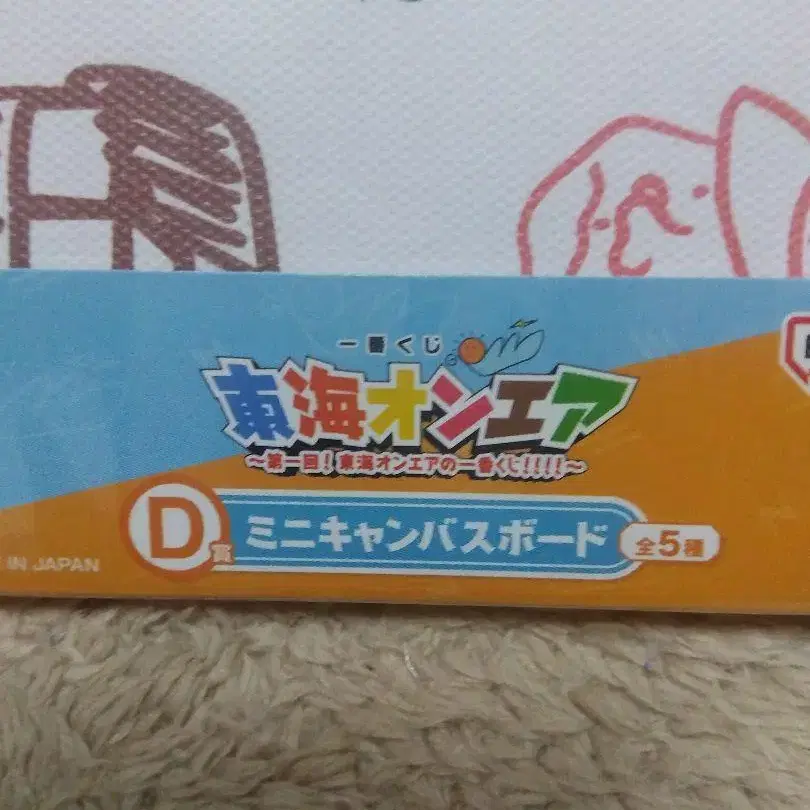 一番くじ
東海オンエア
～第一回！東海オンエアの一番くじ!!!!～
D賞 ミニキャンバスボード 全5種
IN JAPAN